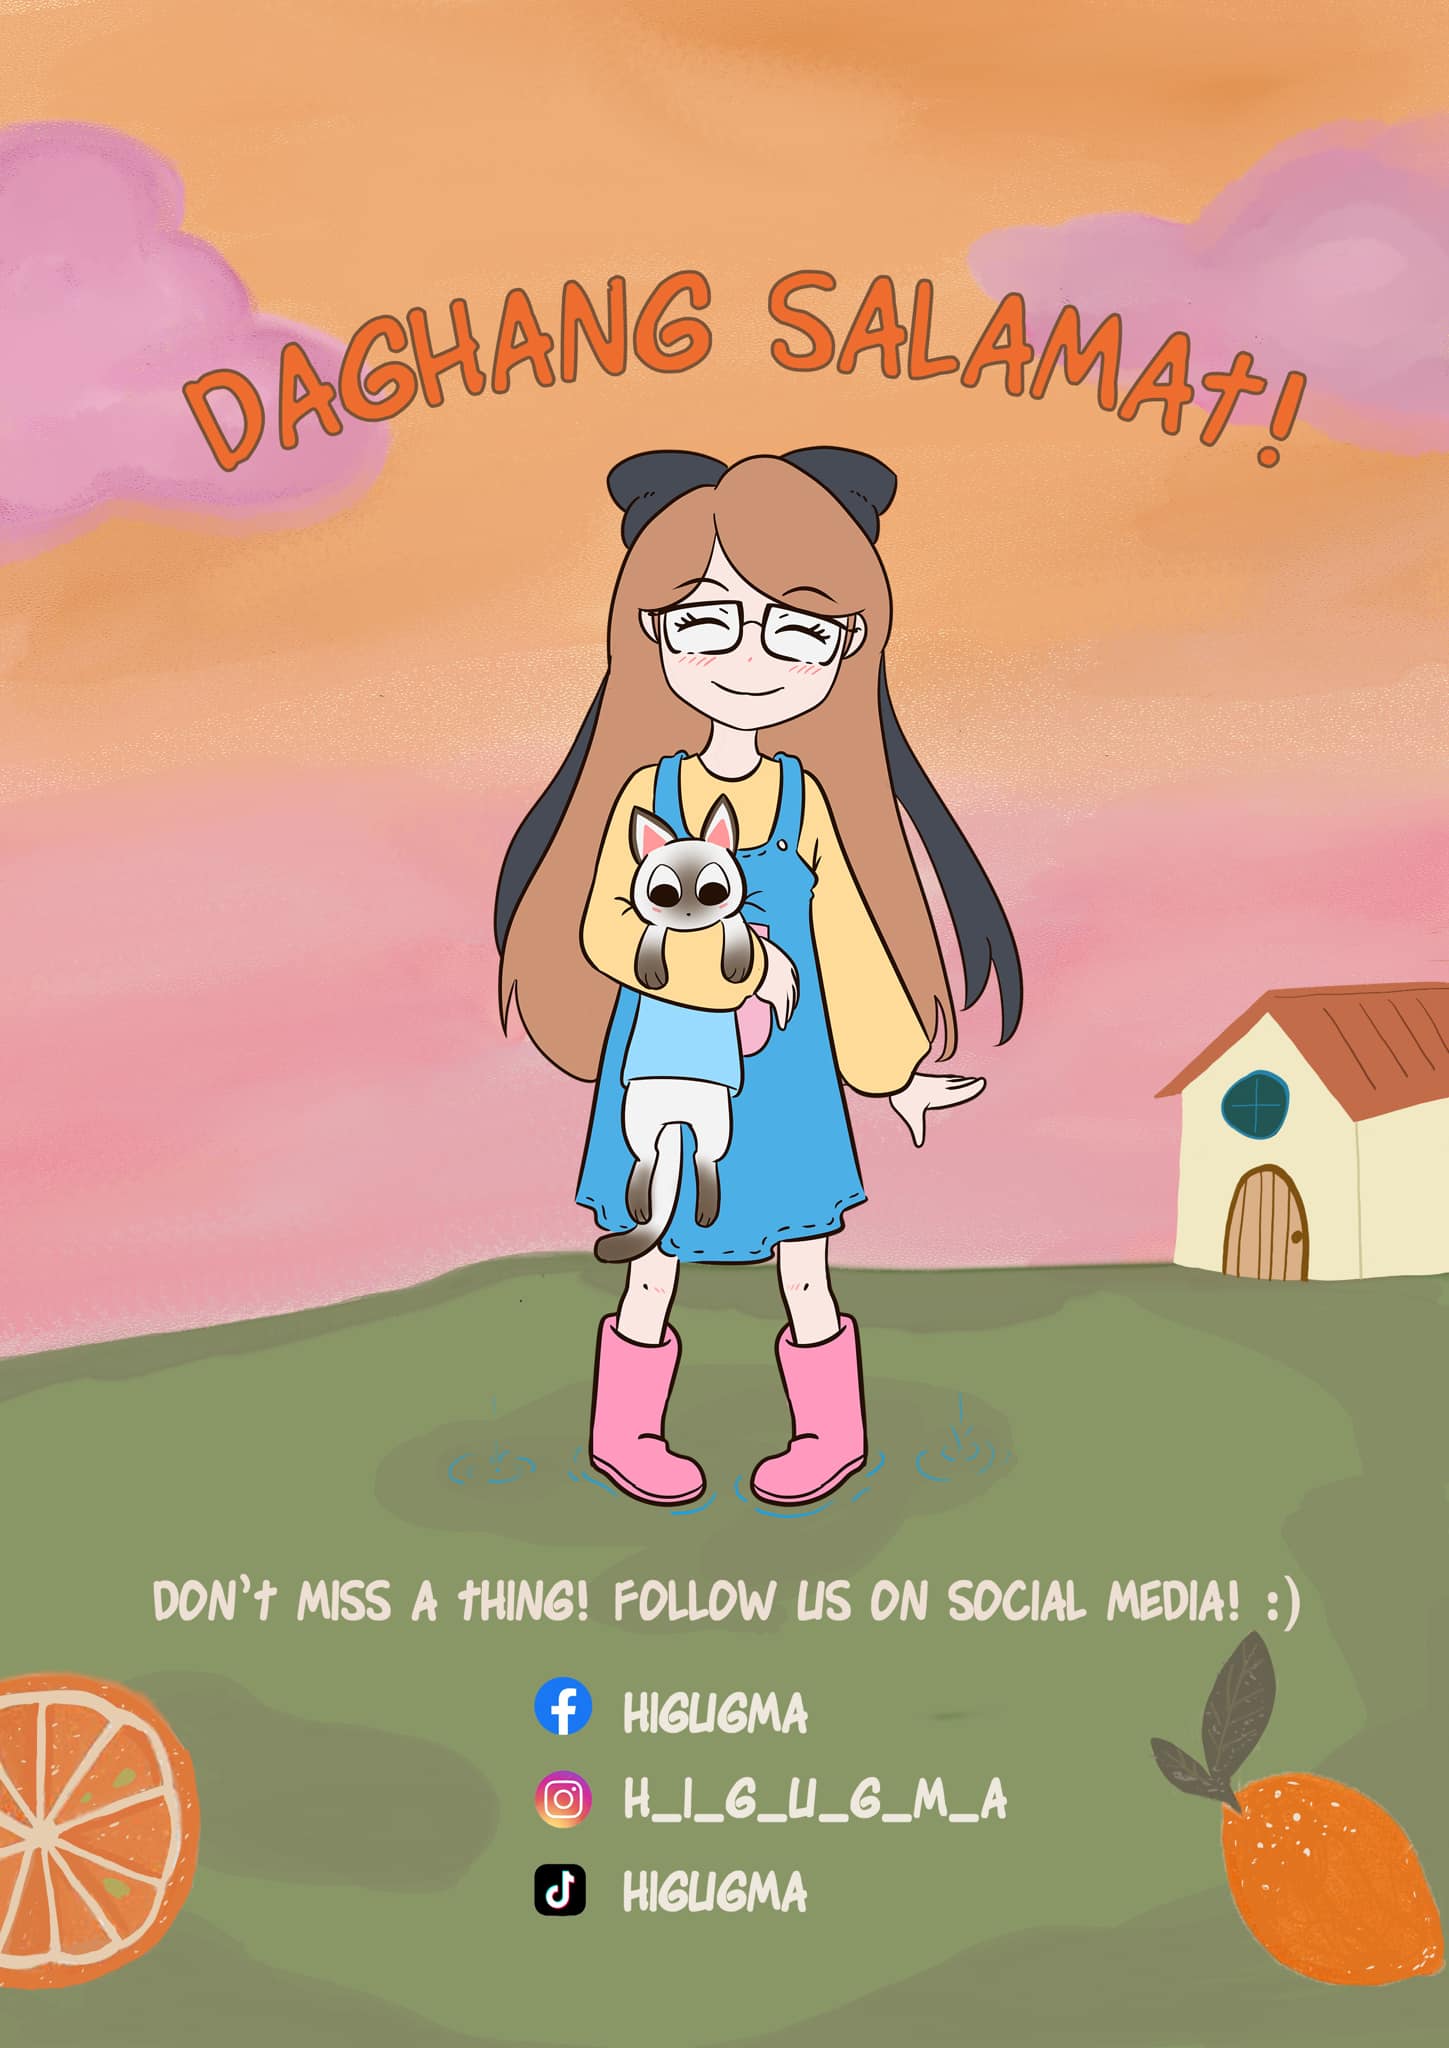 DAGHANG SALAMAT!
DON'T MISS A THING! FOLLOW US ON SOCIAL MEDIA! :)
HIGUGMA
H_I_G_U_G_M_A
HIGUGMA